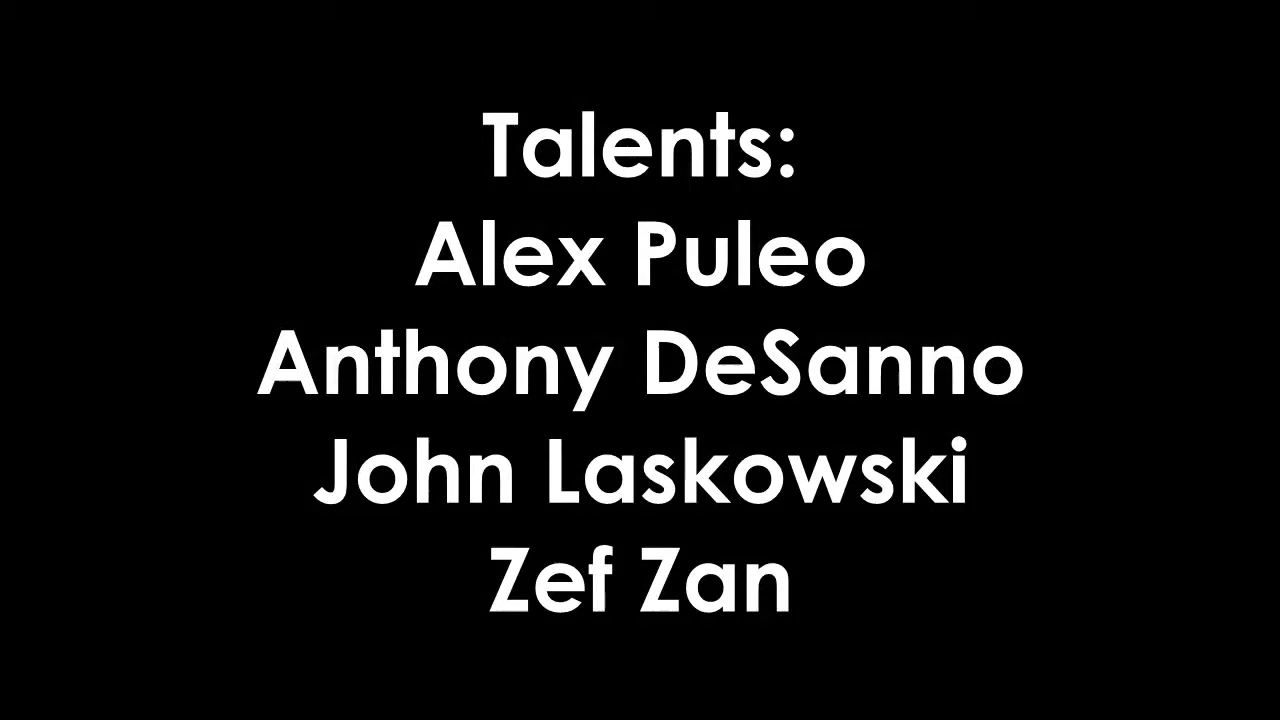 Talents:
Alex Puleo
Anthony DeSanno
John Laskowski
Zef Zan